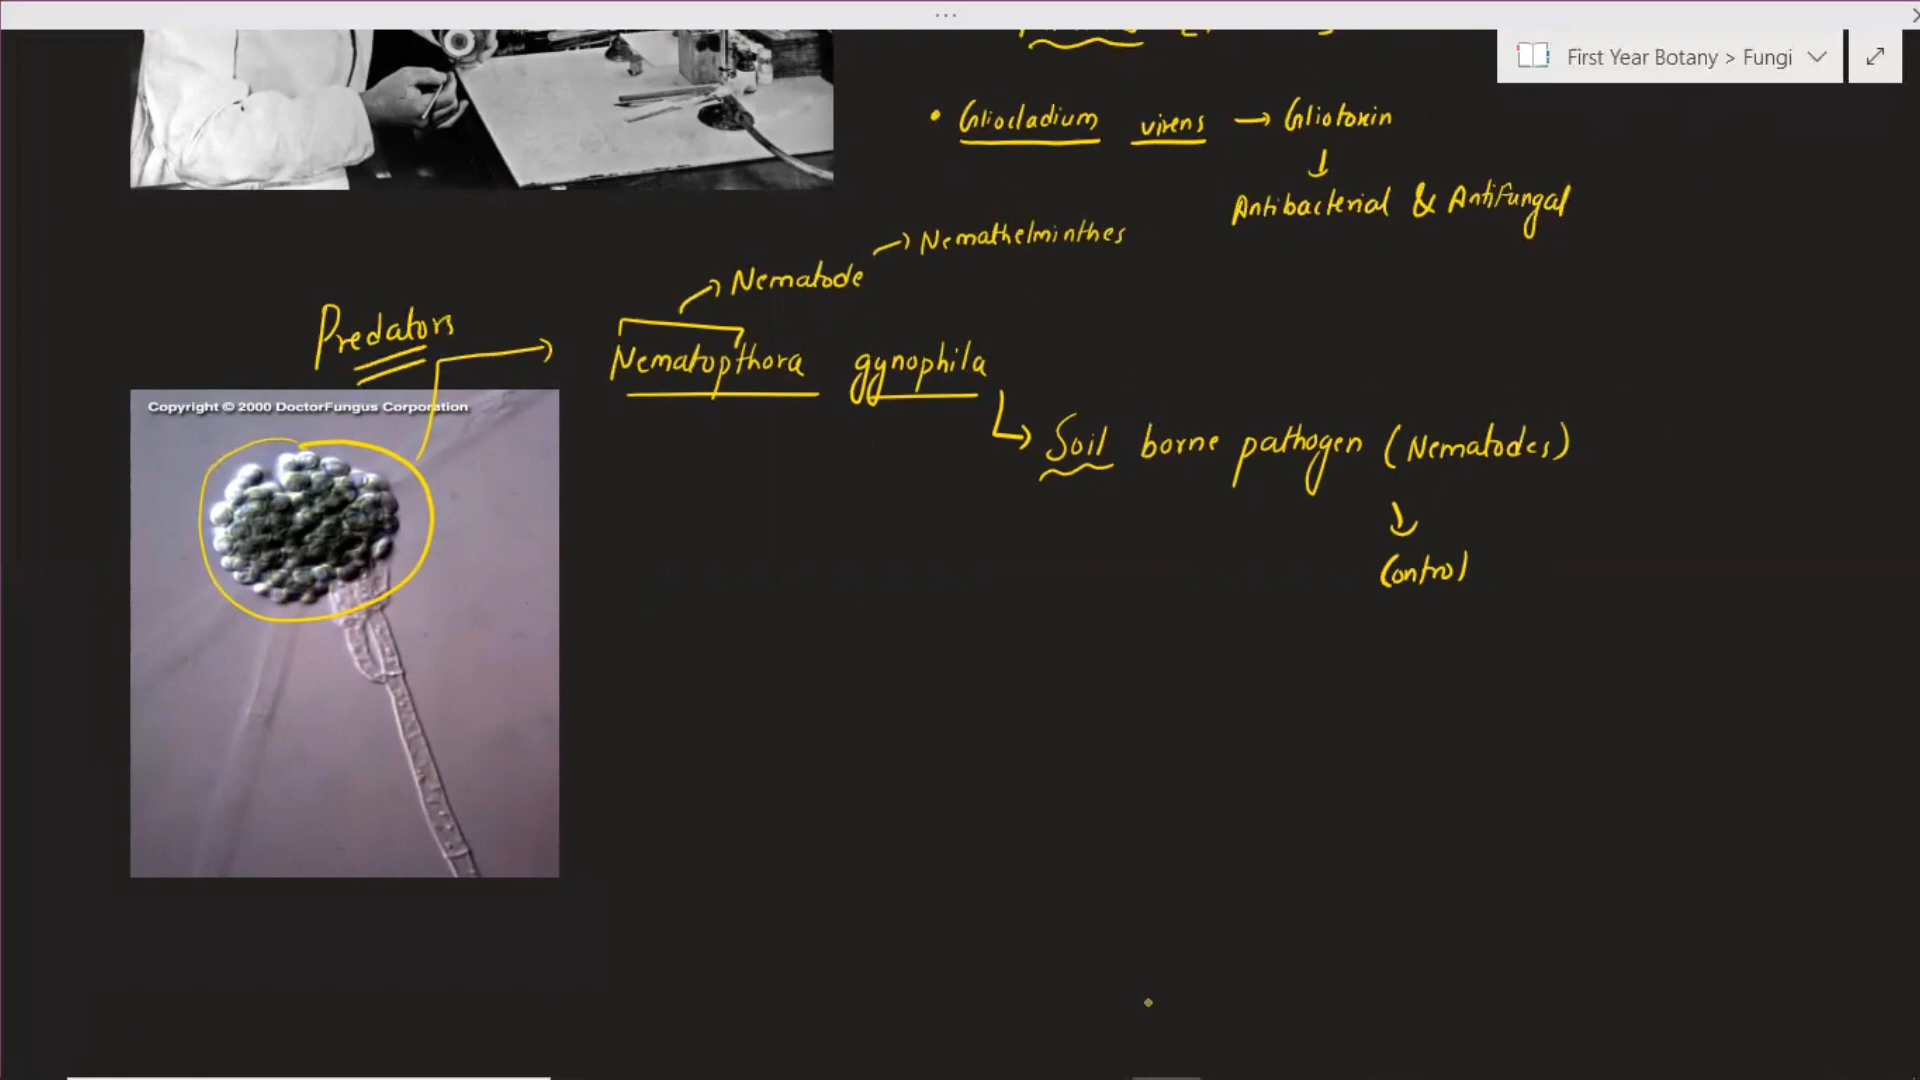 First Year Botany > Fungi
• Gliocladium virens → Gliotoxin
Antibacterial & Antifungal
Nemathelminthes
Nematode
Predators
Nematopthora gynophila
Copyright © 2000 DoctorFungus Corporation
Soil borne pathogen (Nematodes)
Control